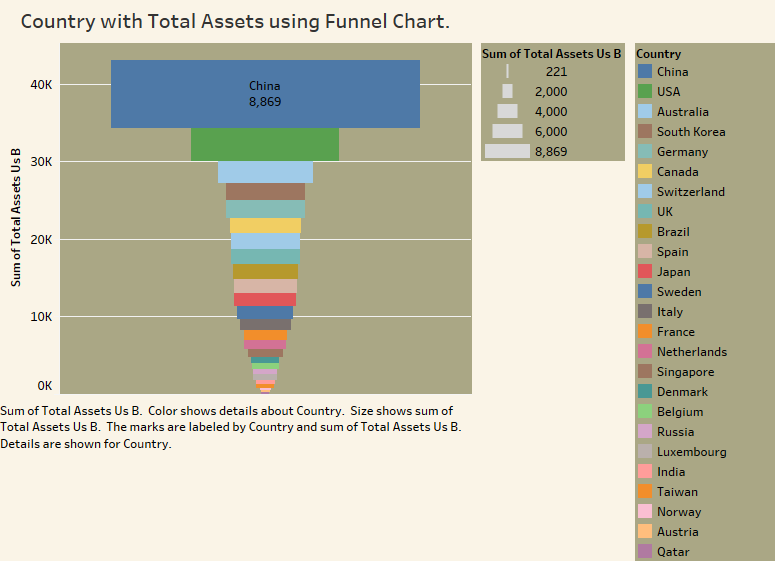 Country with Total Assets using Funnel Chart.
Sum of Total Assets Us B
40K
30K
20K
10K
0K
China
8,869
Sum of Total Assets Us B
221
2,000
4,000
6,000
8,869
Country
China
USA
Australia
South Korea
Germany
Canada
Switzerland
UK
Brazil
Spain
Japan
Sweden
Italy
France
Netherlands
Singapore
Denmark
Belgium
Russia
Luxembourg
India
Taiwan
Norway
Austria
Qatar
Sum of Total Assets Us B.  Color shows details about Country.  Size shows sum of
Total Assets Us B.  The marks are labeled by Country and sum of Total Assets Us B.
Details are shown for Country.